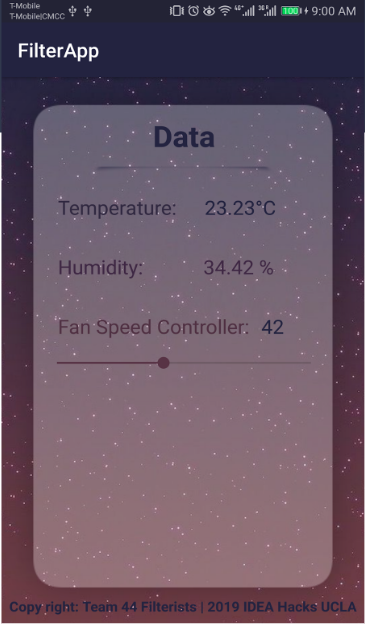 T-Mobile
T-Mobile|CMCC
100
9:00 AM
FilterApp
Data
Temperature: 23.23°C
Humidity: 34.42 %
Fan Speed Controller: 42
Copy right: Team 44 Filterists | 2019 IDEA Hacks UCLA